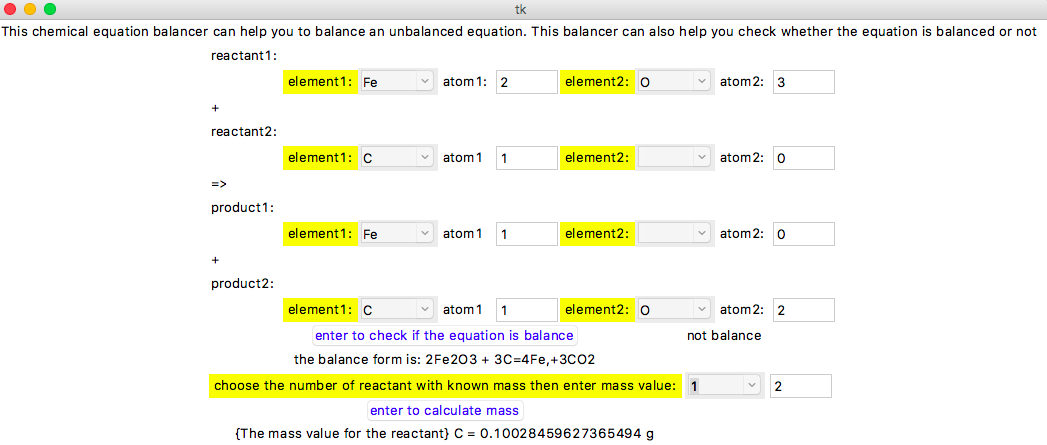 tk
This chemical equation balancer can help you to balance an unbalanced equation. This balancer can also help you check whether the equation is balanced or not
reactant1:
element1: Fe atom1: 2 element2: O atom2: 3
+
reactant2:
element1: C atom1 1 element2: atom2: 0
=>
product1:
element1: Fe atom1 1 element2: atom2: 0
+
product2:
element1: C atom1 1 element2: O atom2: 2
enter to check if the equation is balance not balance
the balance form is: 2Fe2O3 + 3C=4Fe,+3CO2
choose the number of reactant with known mass then enter mass value: 1 2
enter to calculate mass
{The mass value for the reactant} C = 0.10028459627365494 g